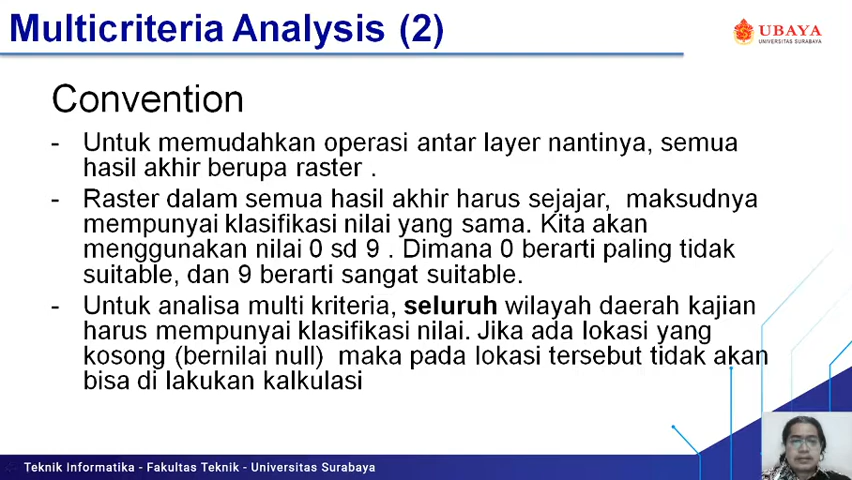 Multicriteria Analysis (2)
UBAYA
UNIVERSITAS SURABAYA
Convention
- Untuk memudahkan operasi antar layer nantinya, semua
hasil akhir berupa raster .
- Raster dalam semua hasil akhir harus sejajar, maksudnya
mempunyai klasifikasi nilai yang sama. Kita akan
menggunakan nilai 0 sd 9 . Dimana 0 berarti paling tidak
suitable, dan 9 berarti sangat suitable.
- Untuk analisa multi kriteria, seluruh wilayah daerah kajian
harus mempunyai klasifikasi nilai. Jika ada lokasi yang
kosong (bernilai null) maka pada lokasi tersebut tidak akan
bisa di lakukan kalkulasi
Teknik Informatika - Fakultas Teknik - Universitas Surabaya